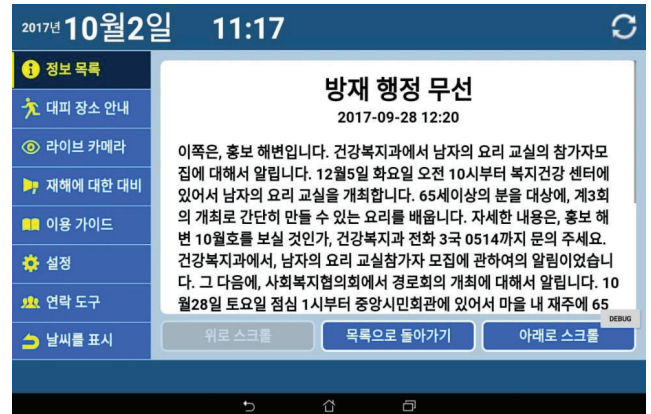 2017년 10월2일 11:17
정보 목록
대피 장소 안내
라이브 카메라
재해에 대한 대비
이용 가이드
설정
연락 도구
날씨를 표시
방재 행정 무선
2017-09-28 12:20
이쪽은, 홍보 해변입니다. 건강복지과에서 남자의 요리 교실의 참가자모
집에 대해서 알립니다. 12월5일 화요일 오전 10시부터 복지건강 센터에
있어서 남자의 요리 교실을 개최합니다. 65세이상의 분을 대상에, 계3회
의 개최로 간단히 만들 수 있는 요리를 배웁니다. 자세한 내용은, 홍보 해
변 10월호를 보실 것인가, 건강복지과 전화 3국 0514까지 문의 주세요.
건강복지과에서, 남자의 요리 교실참가자 모집에 관하여의 알림이었습니
다. 그 다음에, 사회복지협의회에서 경로회의 개최에 대해서 알립니다. 10
월28일 토요일 점심 1시부터 중앙시민회관에 있어서 마을 내 재주에 65
DEBUG
위로 스크롤
목록으로 돌아가기
아래로 스크롤